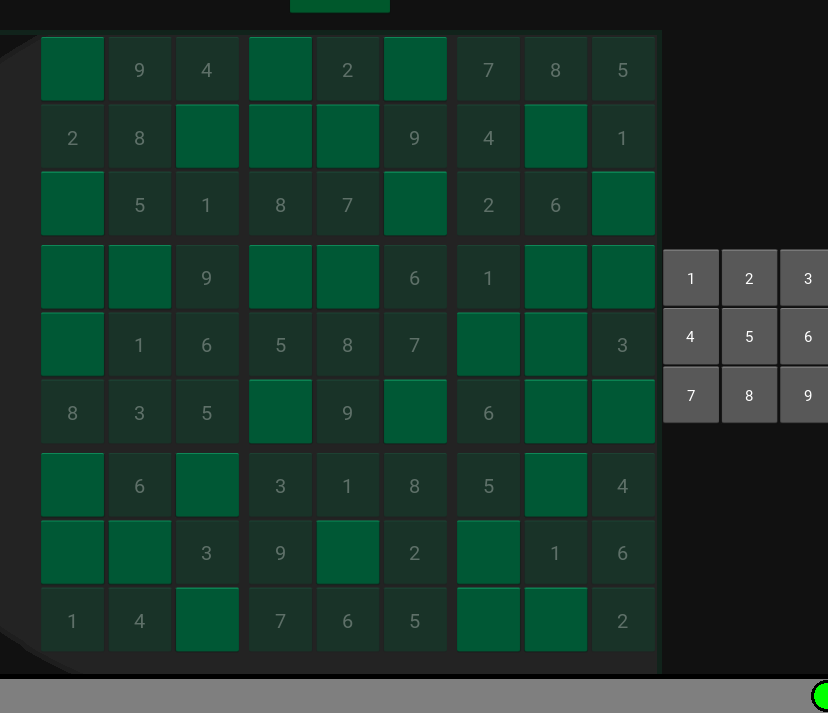 9 4 2 7 8 5
2 8 9 4 1
5 1 8 7 2 6
9 6 1
1 6 5 8 7 3
8 3 5 9 6
6 3 1 8 5 4
3 9 2 1 6
1 4 7 6 5 2
1 2 3
4 5 6
7 8 9